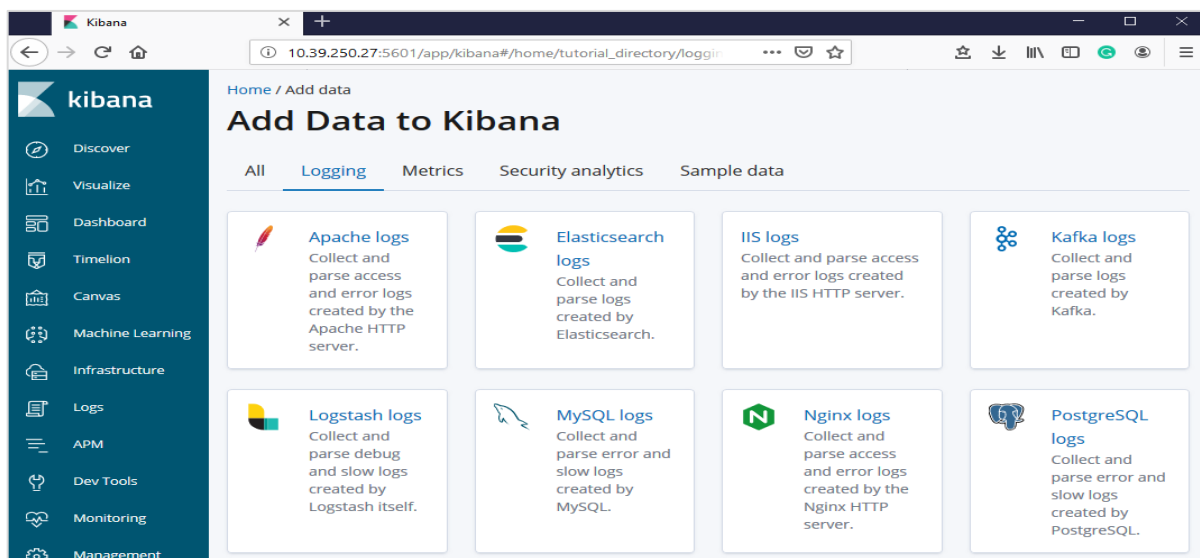 Kibana
10.39.250.27:5601/app/kibana#/home/tutorial_directory/loggin
kibana
Discover
Visualize
Dashboard
Timelion
Canvas
Machine Learning
Infrastructure
Logs
APM
Dev Tools
Monitoring
Management
Home / Add data
Add Data to Kibana
All Logging Metrics Security analytics Sample data
Apache logs
Collect and
parse access
and error logs
created by the
Apache HTTP
server.
Elasticsearch
logs
Collect and
parse logs
created by
Elasticsearch.
IIS logs
Collect and parse access
and error logs created
by the IIS HTTP server.
Kafka logs
Collect and
parse logs
created by
Kafka.
Logstash logs
Collect and
parse debug
and slow logs
created by
Logstash itself.
MySQL logs
Collect and
parse error and
slow logs
created by
MySQL.
Nginx logs
Collect and
parse access
and error logs
created by the
Nginx HTTP
server.
PostgreSQL
logs
Collect and
parse error and
slow logs
created by
PostgreSQL.